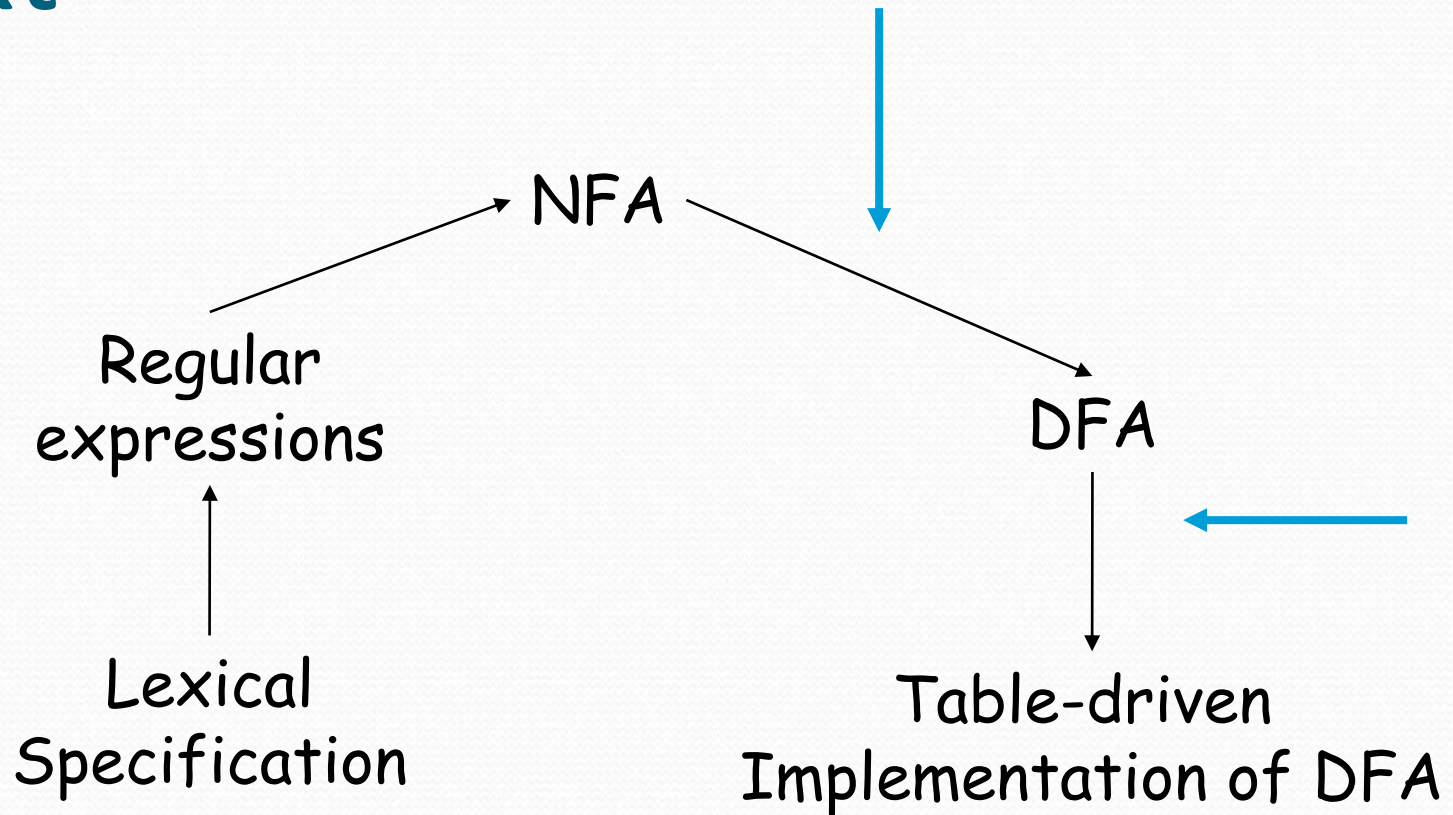 NFA
Regular
expressions
DFA
Lexical
Specification
Table-driven
Implementation of DFA